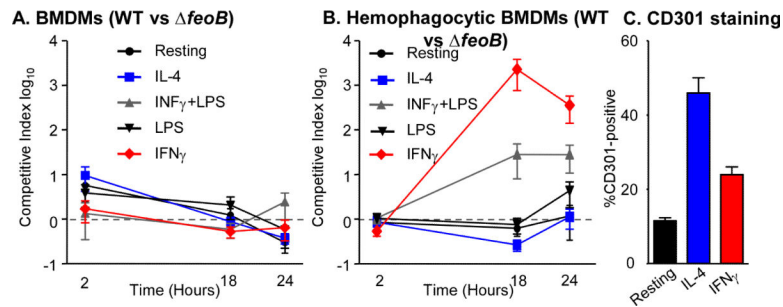 A. BMDMs (WT vs ΔfeoB)
Competitive Index log10
4
3
2
1
0
-1
2
18
24
Time (Hours)
Resting
IL-4
INFγ+LPS
LPS
IFNγ
B. Hemophagocytic BMDMs (WT
vs ΔfeoB)
Competitive Index log10
4
3
2
1
0
-1
2
18
24
Time (Hours)
Resting
IL-4
INFγ+LPS
LPS
IFNγ
C. CD301 staining
%CD301-positive
60
40
20
0
Resting
IL-4
IFNγ